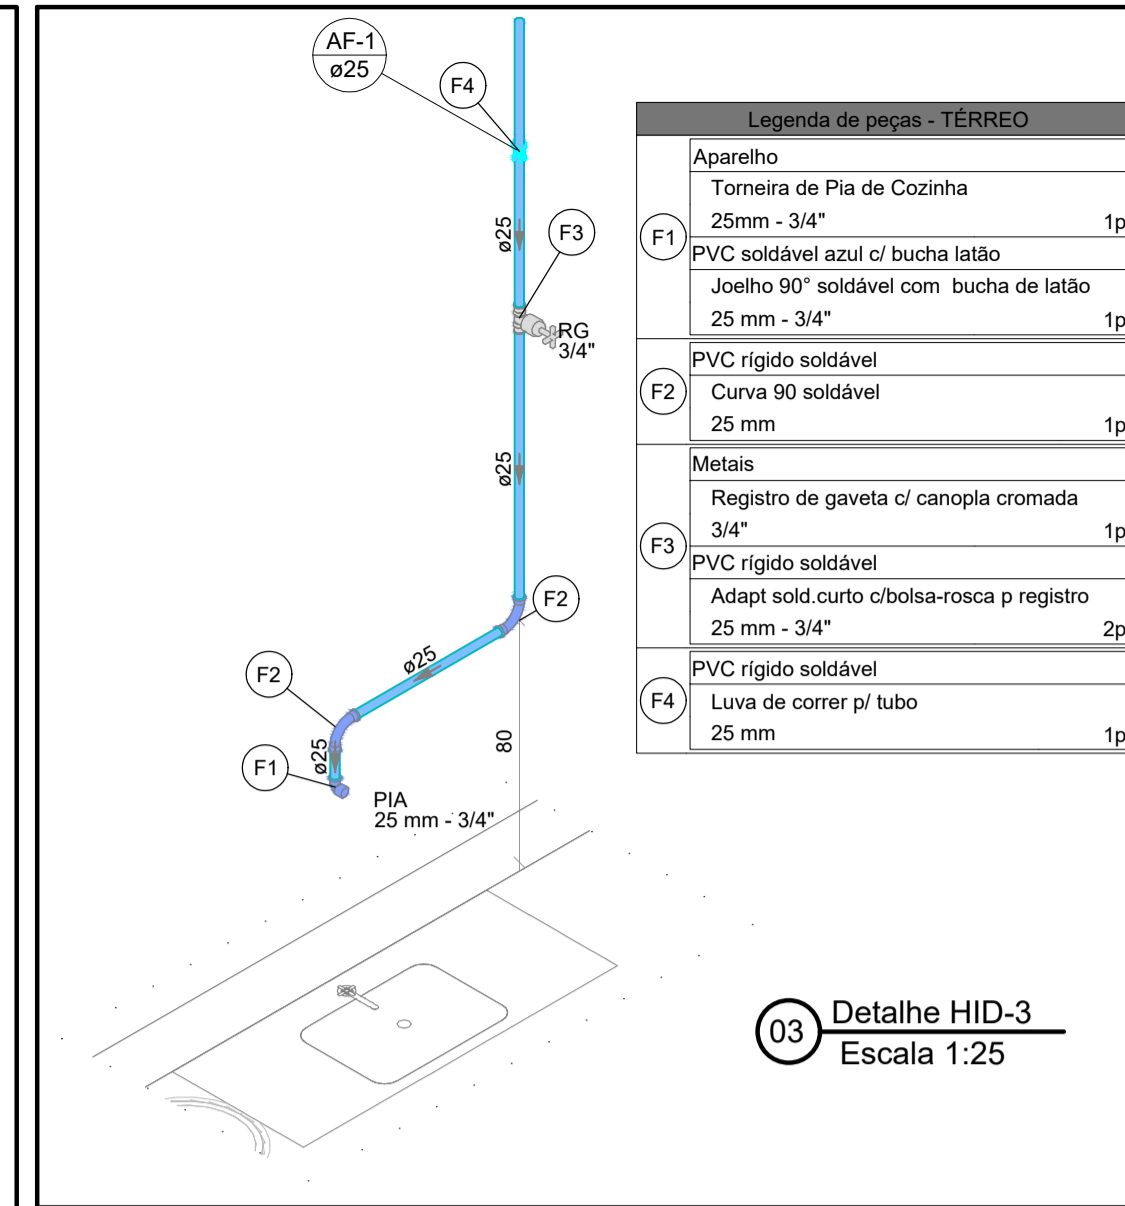 AF-1
ø25
F4
ø25
F3
RG
3/4"
ø25
F2
ø25
F2
ø25
F1
80
PIA
25 mm - 3/4"
Legenda de peças - TÉRREO
F1
Aparelho
Torneira de Pia de Cozinha
25mm - 3/4" 1p
PVC soldável azul c/ bucha latão
Joelho 90° soldável com bucha de latão
25 mm - 3/4" 1p
F2
PVC rígido soldável
Curva 90 soldável
25 mm 1p
F3
Metais
Registro de gaveta c/ canopla cromada
3/4" 1p
PVC rígido soldável
Adapt sold.curto c/bolsa-rosca p registro
25 mm - 3/4" 2p
F4
PVC rígido soldável
Luva de correr p/ tubo
25 mm 1p
03
Detalhe HID-3
Escala 1:25